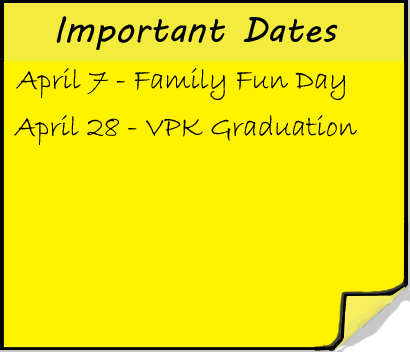 Important Dates
April 7 - Family Fun Day
April 28 - VPK Graduation